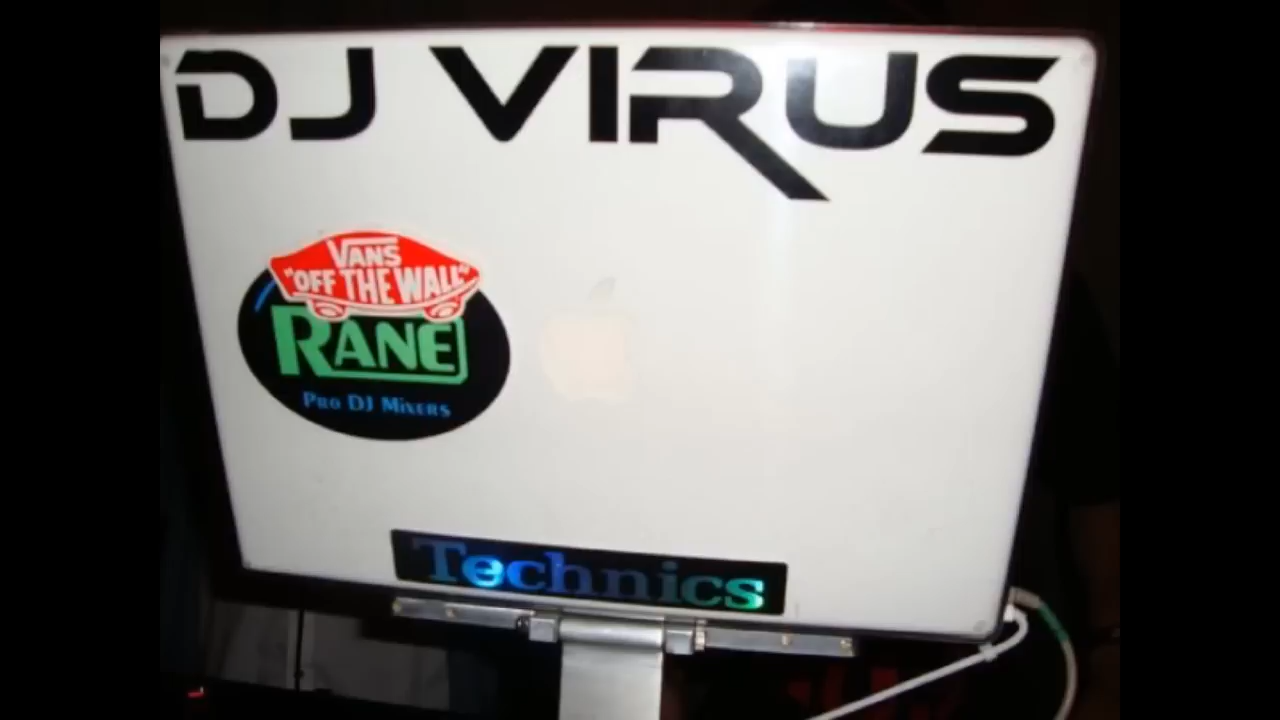 DJ VIRUS
VANS
"OFF THE WALL"
RANE
PRO DJ MIXERS
Technics